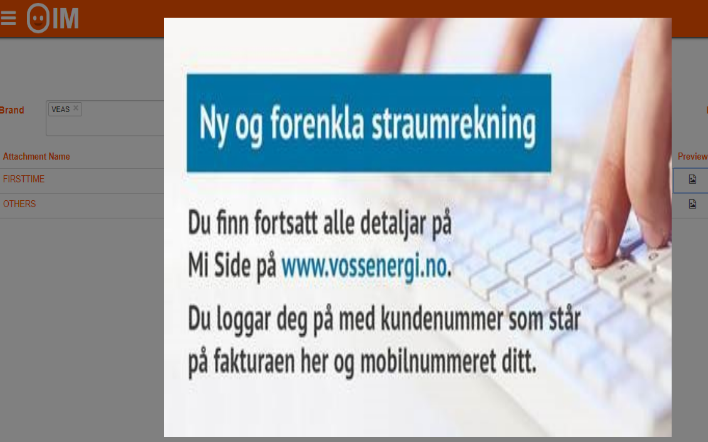 OIM
Brand
VEAS ×
Attachment Name
Preview
FIRSTTIME
OTHERS
Ny og forenkla straumrekning
Du finn fortsatt alle detaljar på
Mi Side på www.vossenergi.no.
Du loggar deg på med kundenummer som står
på fakturaen her og mobilnummeret ditt.